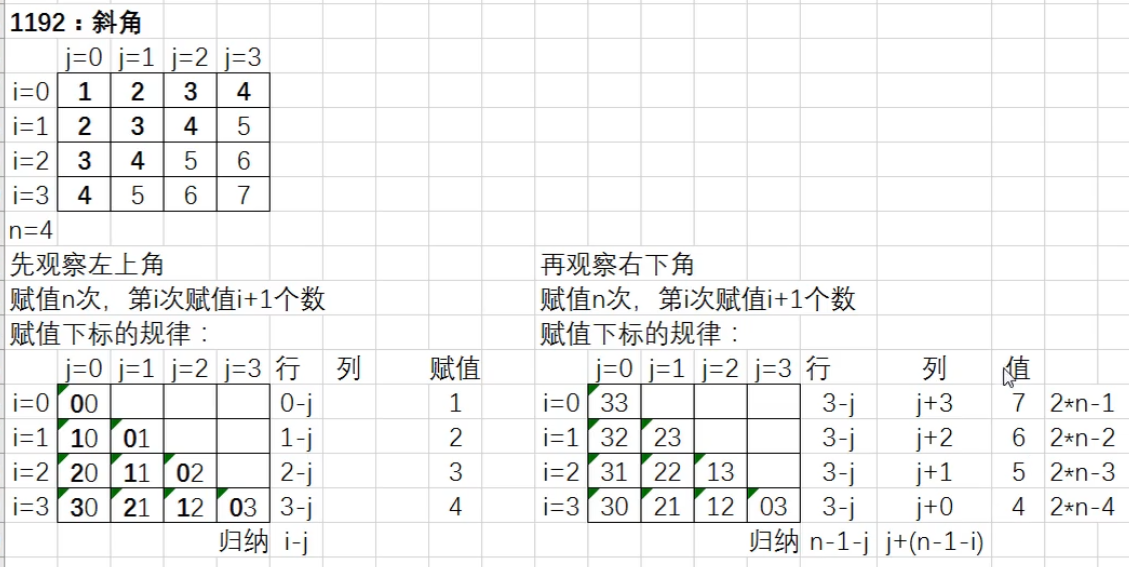 1192：斜角
j=0 j=1 j=2 j=3
i=0 1 2 3 4
i=1 2 3 4 5
i=2 3 4 5 6
i=3 4 5 6 7
n=4
先观察左上角
赋值n次，第i次赋值i+1个数
赋值下标的规律：
j=0 j=1 j=2 j=3 行 列 赋值
i=0 00 0-j 1
i=1 10 01 1-j 2
i=2 20 11 02 2-j 3
i=3 30 21 12 03 3-j 4
归纳 i-j
再观察右下角
赋值n次，第i次赋值i+1个数
赋值下标的规律：
j=0 j=1 j=2 j=3 行 列 值
i=0 33 3-j j+3 7 2*n-1
i=1 32 23 3-j j+2 6 2*n-2
i=2 31 22 13 3-j j+1 5 2*n-3
i=3 30 21 12 03 3-j j+0 4 2*n-4
归纳 n-1-j j+(n-1-i)